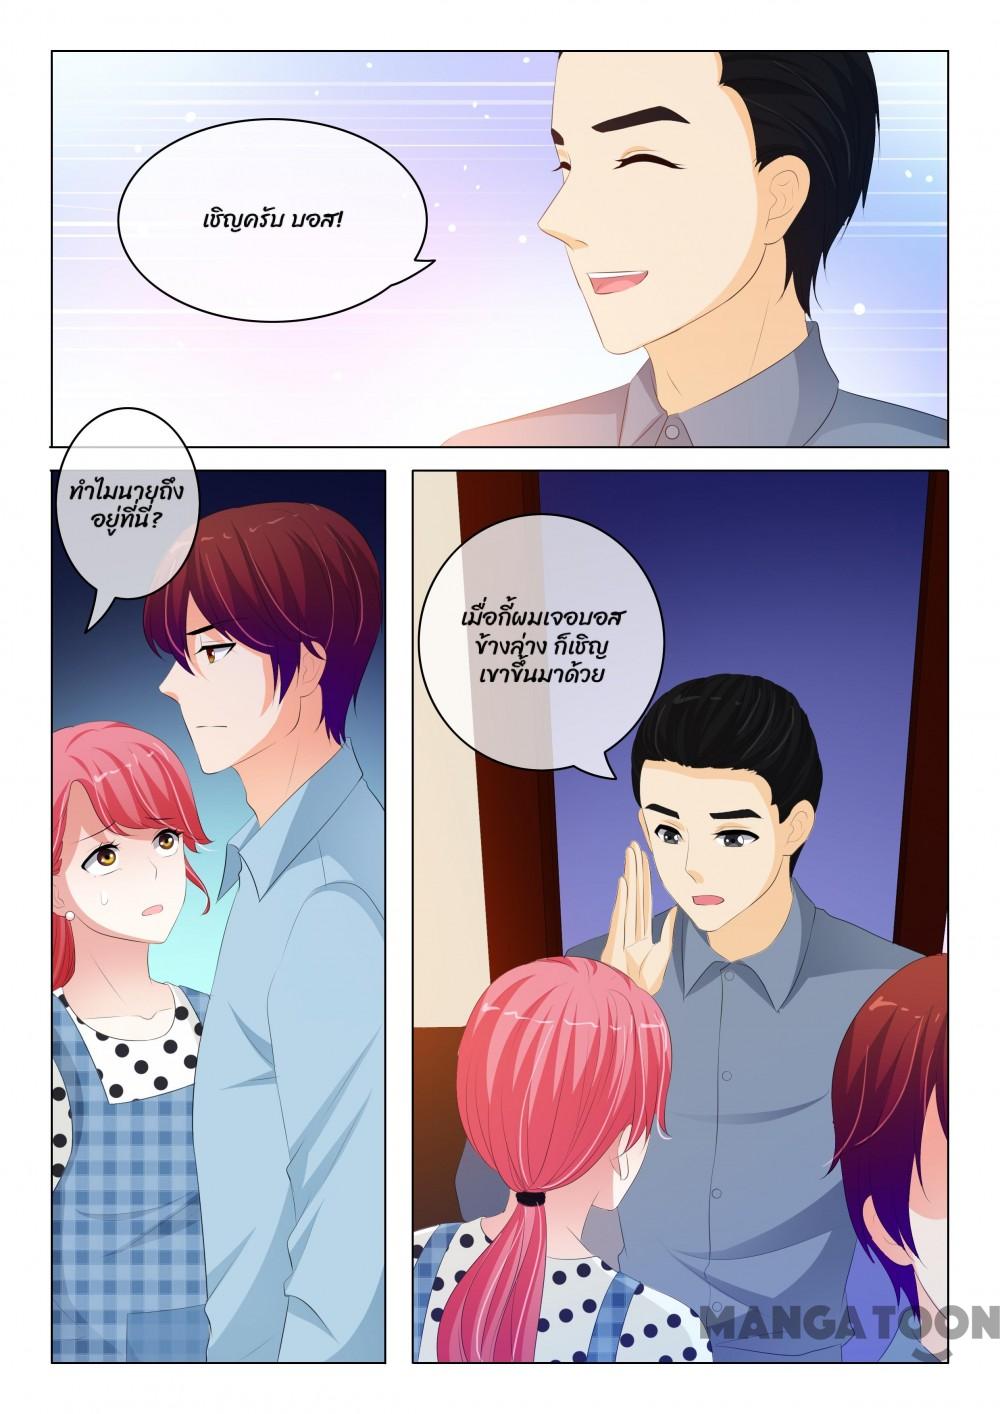 เชิญครับ บอส!
ทำไมนายถึง
อยู่ที่นี่?
เมื่อกี้ผมเจอบอส
ข้างล่าง ก็เชิญ
เขาขึ้นมาด้วย
MANGATOON